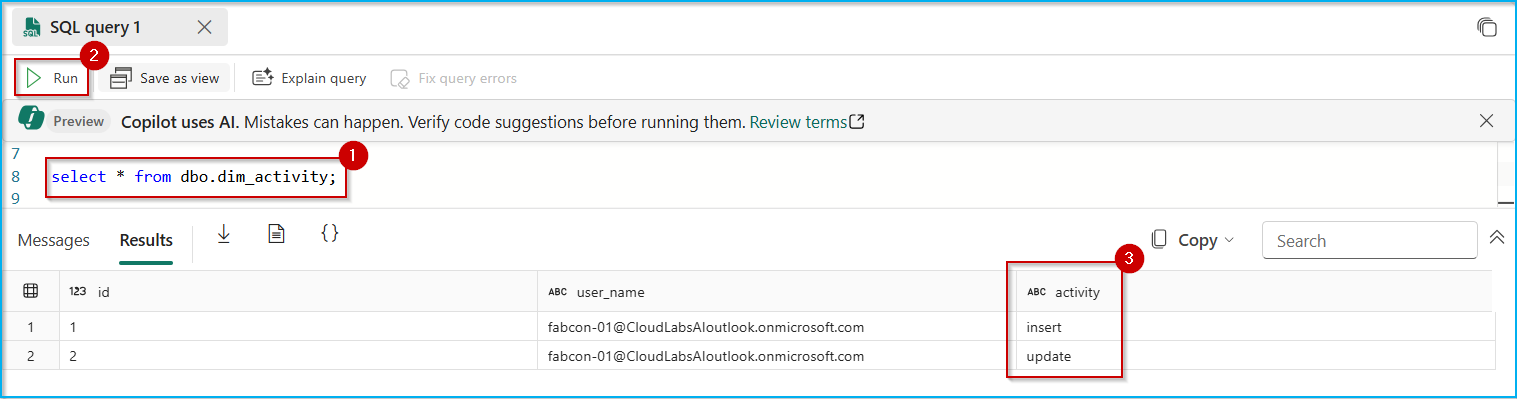 SQL query 1
2
Run Save as view Explain query Fix query errors
Preview Copilot uses AI. Mistakes can happen. Verify code suggestions before running them. Review terms
1
7
8 select * from dbo.dim_activity;
9
Messages Results {} Copy Search
3
123 id ABC user_name ABC activity
1 1 fabcon-01@CloudLabsAIoutlook.onmicrosoft.com insert
2 2 fabcon-01@CloudLabsAIoutlook.onmicrosoft.com update